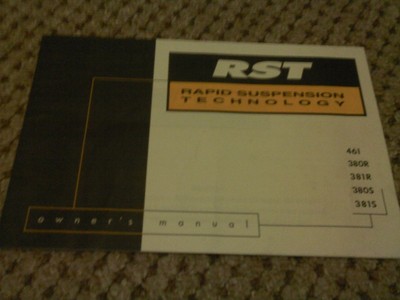 RST
RAPID SUSPENSION
TECHNOLOGY
461
380R
381R
380S
381S
owner's manual